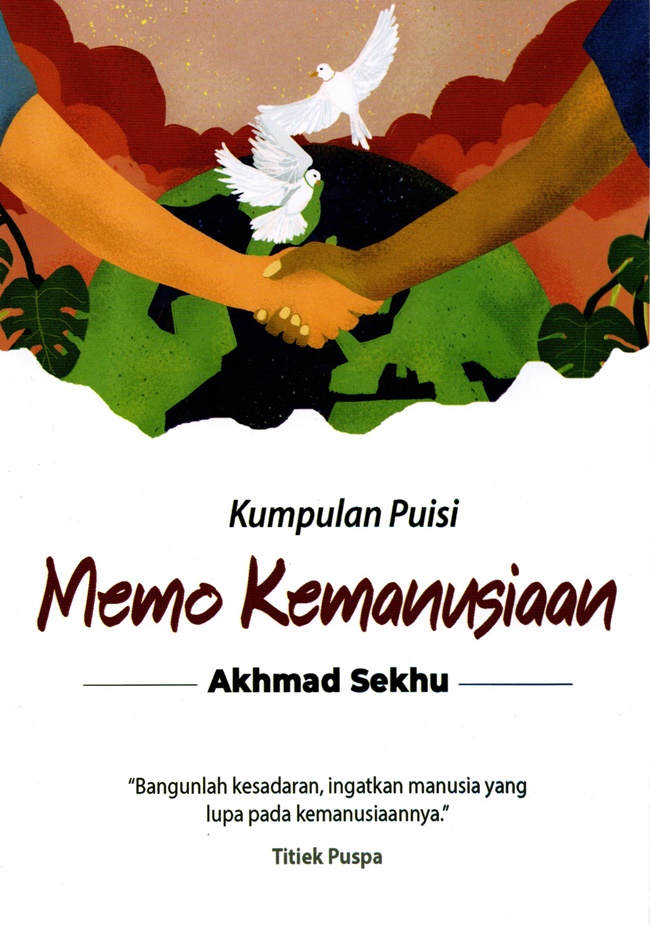 Kumpulan Puisi
Memo Kemanusiaan
Akhmad Sekhu
“Bangunlah kesadaran, ingatkan manusia yang
lupa pada kemanusiaannya.”
Titiek Puspa